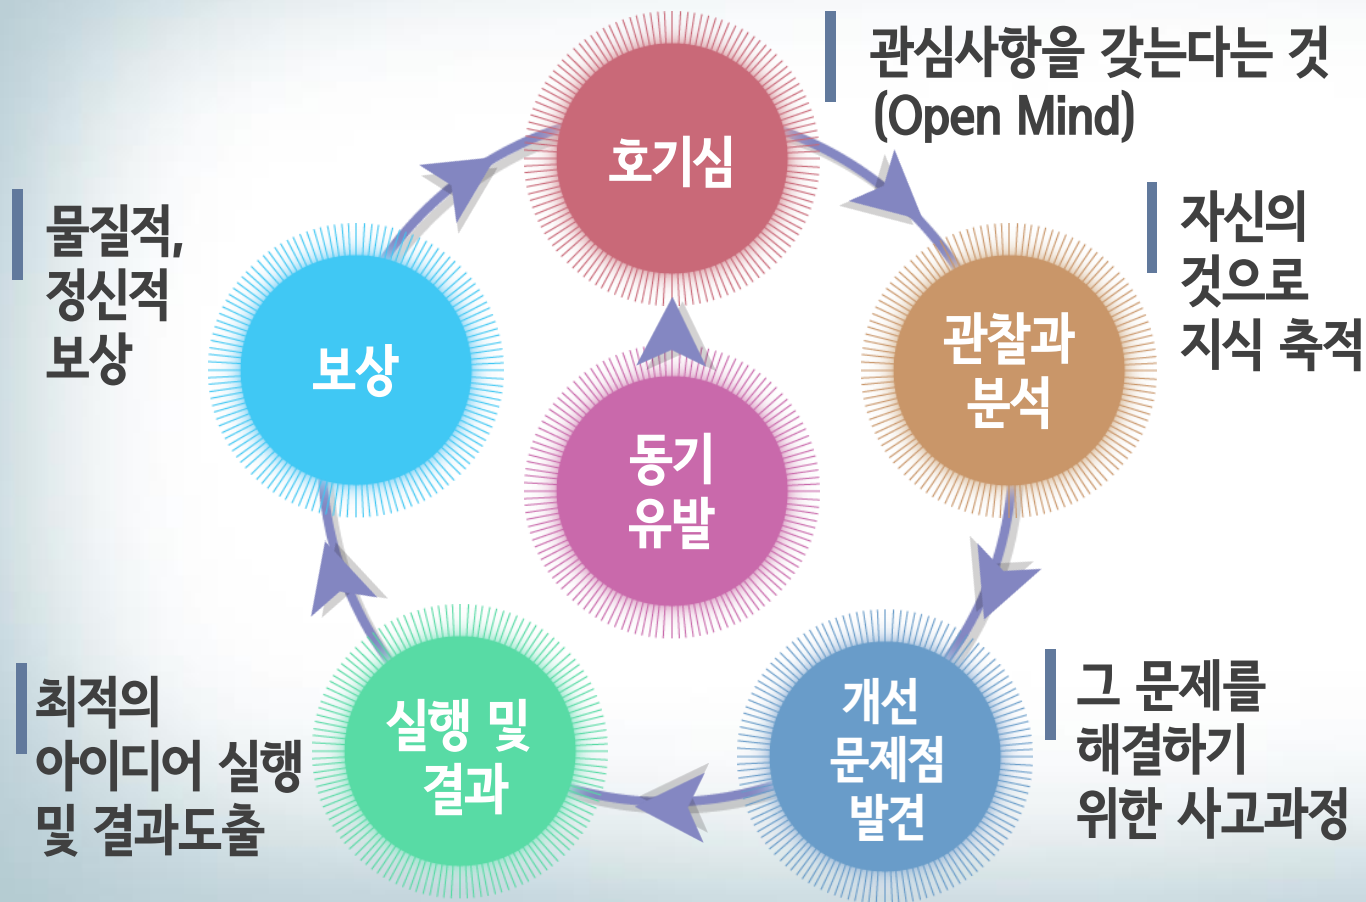 호기심
관심사항을 갖는다는 것
(Open Mind)
관찰과
분석
자신의
것으로
지식 축적
개선
문제점
발견
그 문제를
해결하기
위한 사고과정
실행 및
결과
최적의
아이디어 실행
및 결과도출
보상
물질적,
정신적
보상
동기
유발